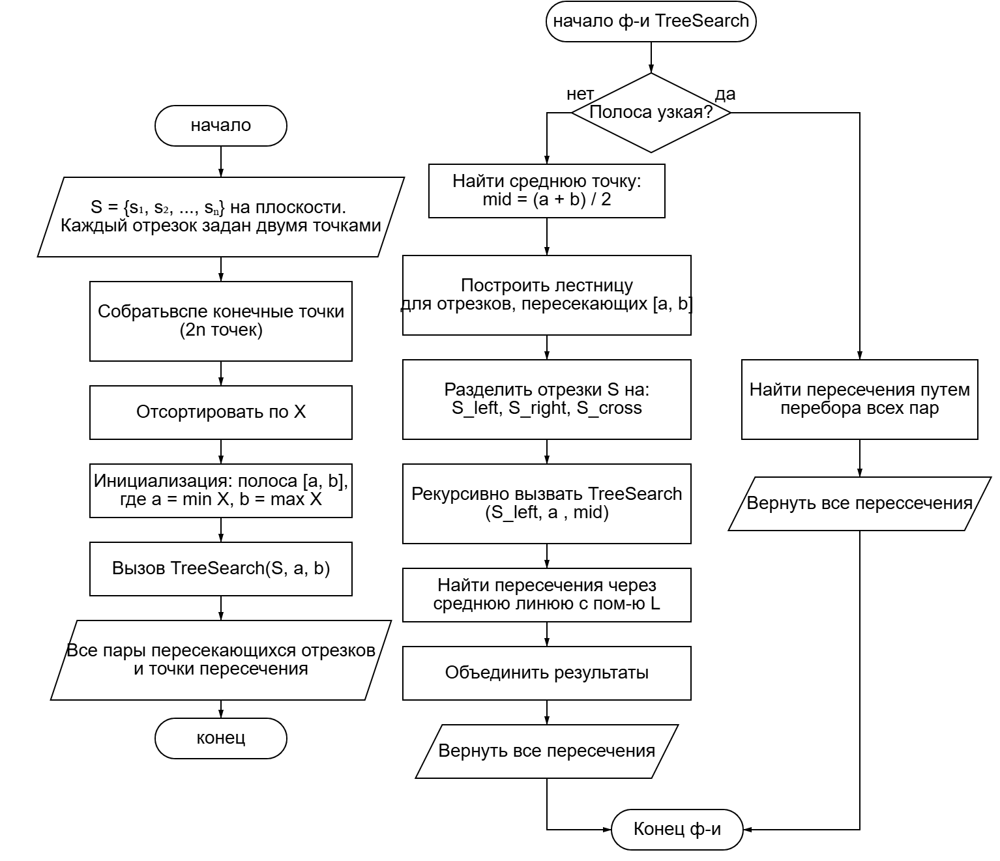 начало
S = {s₁, s₂, ..., sₙ} на плоскости.
Каждый отрезок задан двумя точками
Собратьвспе конечные точки
(2n точек)
Отсортировать по X
Инициализация: полоса [a, b],
где a = min X, b = max X
Вызов TreeSearch(S, a, b)
Все пары пересекающихся отрезков
и точки пересечения
конец
начало ф-и TreeSearch
нет
да
Полоса узкая?
Найти среднюю точку:
mid = (a + b) / 2
Построить лестницу
для отрезков, пересекающих [a, b]
Разделить отрезки S на:
S_left, S_right, S_cross
Рекурсивно вызвать TreeSearch
(S_left, a , mid)
Найти пересечения через
среднюю линюю с пом-ю L
Объединить результаты
Вернуть все пересечения
Найти пересечения путем
перебора всех пар
Вернуть все перессечения
Конец ф-и